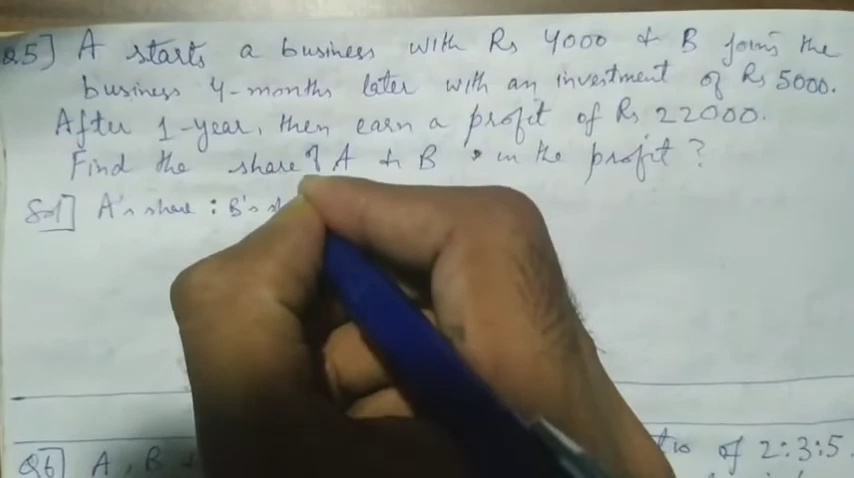 Q5] A starts a business with Rs 4000 & B joins the
business 4-months later with an investment of Rs 5000.
After 1-year, then earn a profit of Rs 22000.
Find the share of A & B in the profit ?
Sol] A's share : B's
Q6] A, B
of 2:3:5.